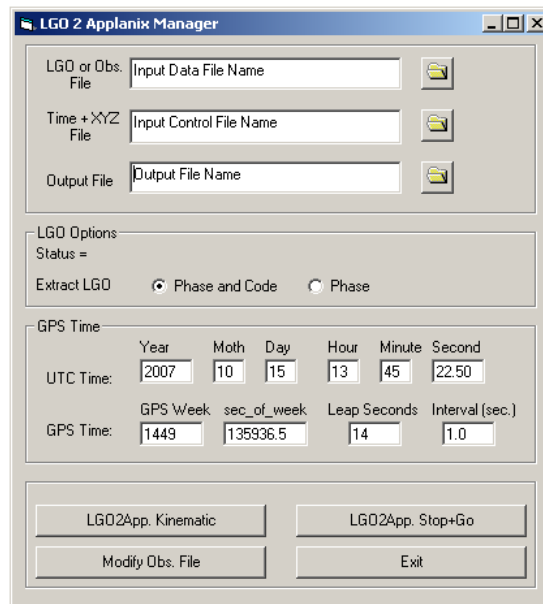 LGO 2 Applanix Manager
LGO or Obs. File
Input Data File Name
Time + XYZ File
Input Control File Name
Output File
Output File Name
LGO Options
Status =
Extract LGO Phase and Code Phase
GPS Time
Year Moth Day Hour Minute Second
UTC Time: 2007 10 15 13 45 22.50
GPS Week sec_of_week Leap Seconds Interval (sec.)
GPS Time: 1449 135936.5 14 1.0
LGO2App. Kinematic LGO2App. Stop+Go
Modify Obs. File Exit